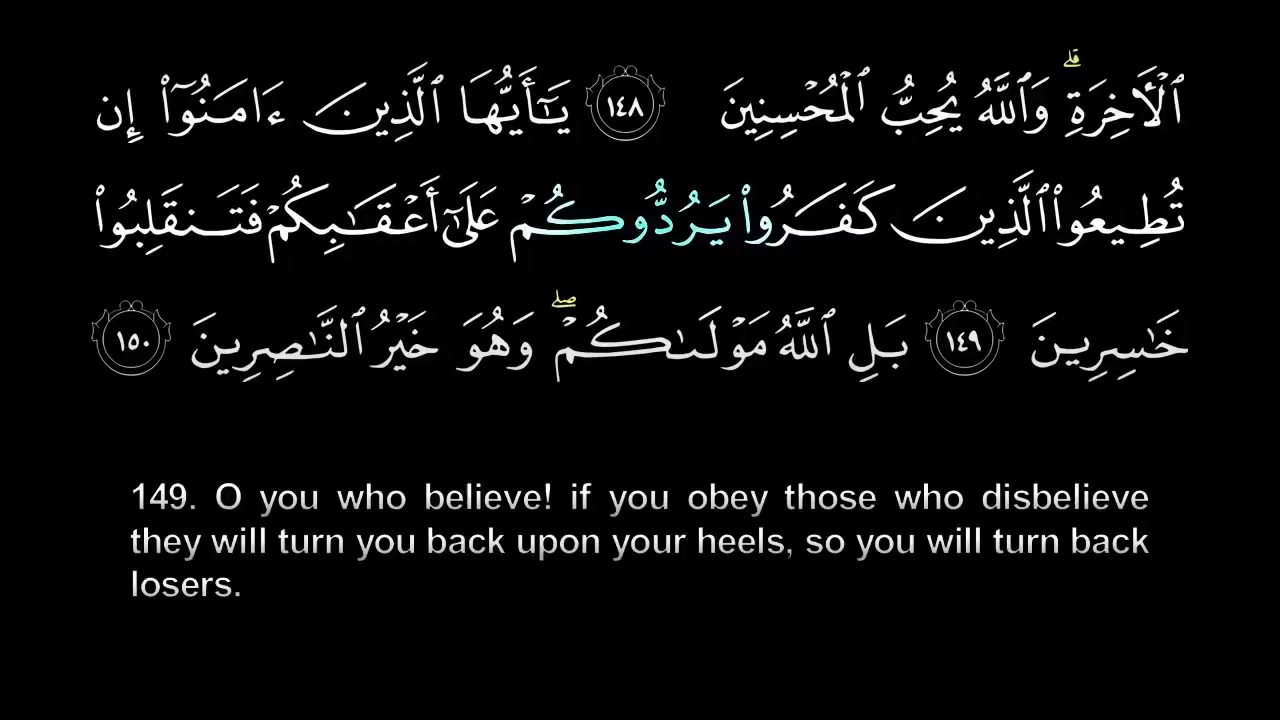 ٱلْـَٔاخِرَةِ ۗ وَٱللَّهُ يُحِبُّ ٱلْمُحْسِنِينَ ١٤٨ يَـٰٓأَيُّهَا ٱلَّذِينَ ءَامَنُوٓا۟ إِن
تُطِيعُوا۟ ٱلَّذِينَ كَفَرُوا۟ يَرُدُّوكُمْ عَلَىٰٓ أَعْقَـٰبِكُمْ فَتَنقَلِبُوا۟
خَـٰسِرِينَ ١٤٩ بَلِ ٱللَّهُ مَوْلَىٰكُمْ ۖ وَهُوَ خَيْرُ ٱلنَّـٰصِرِينَ ١٥٠
149. O you who believe! if you obey those who disbelieve
they will turn you back upon your heels, so you will turn back
losers.